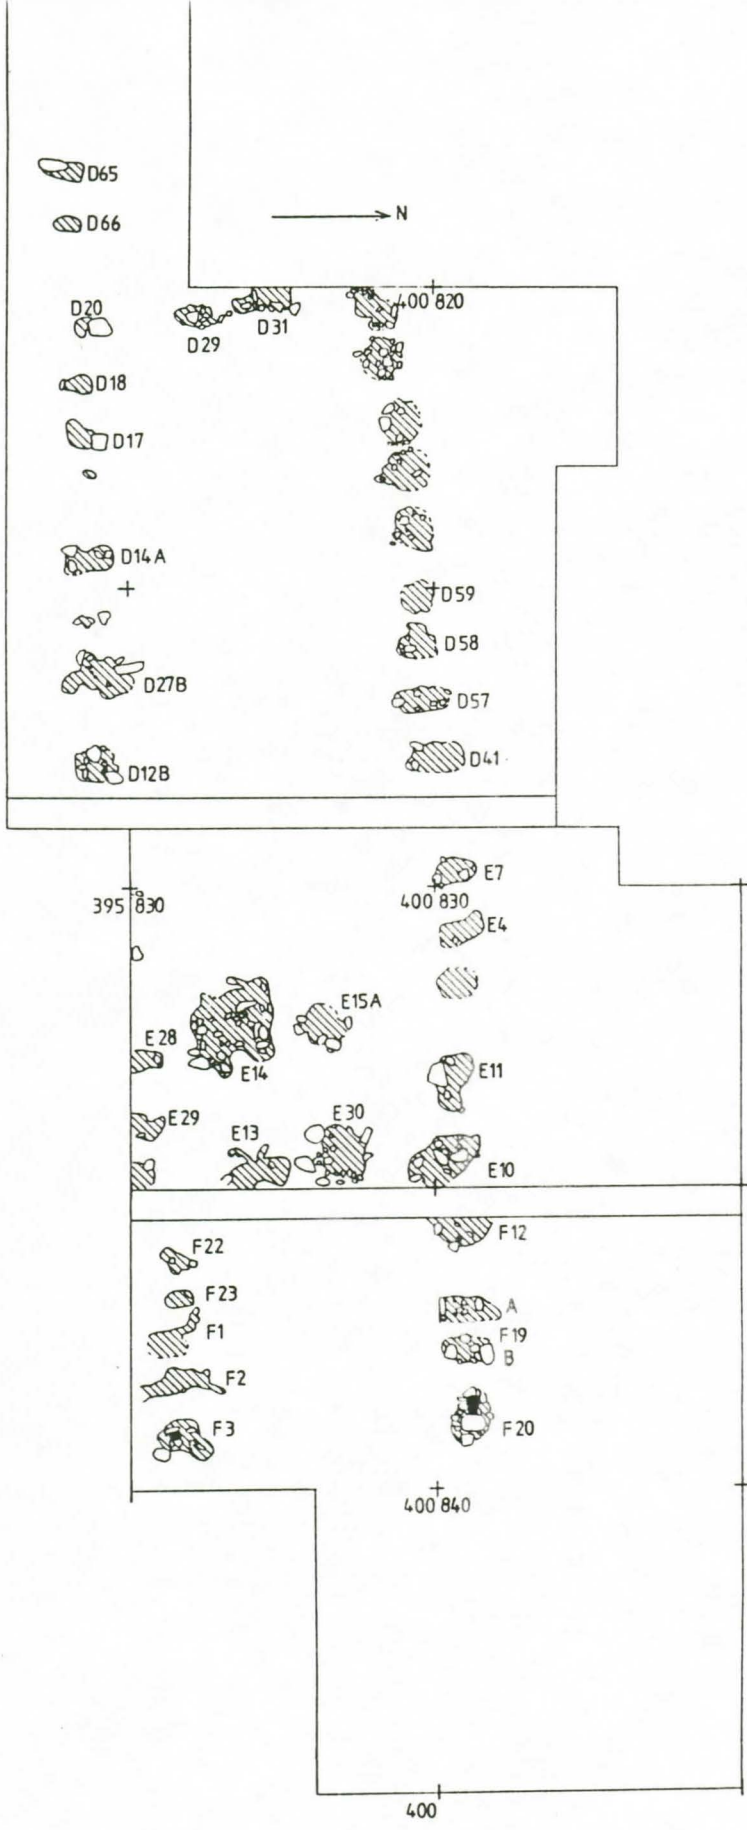 D65
N
D66
400 820
D20
D31
D29
D18
D17
D14A
D59
D58
D27B
D57
D41
D12B
E7
395 830
400 830
E4
E15A
E28
E11
E14
E29
E30
E13
E10
F12
F22
F23
A
F1
F19
B
F2
F3
F20
400 840
400